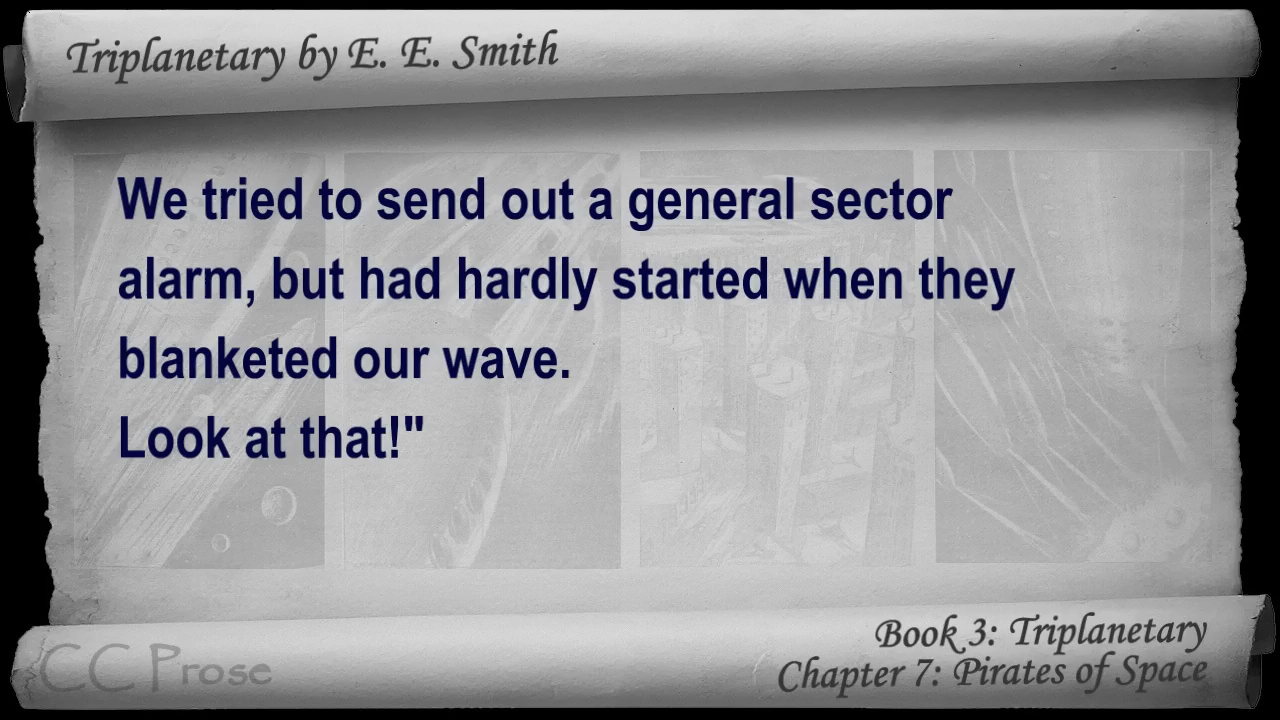 Triplanetary by E. E. Smith
We tried to send out a general sector
alarm, but had hardly started when they
blanketed our wave.
Look at that!"
Book 3: Triplanetary
CC Prose
Chapter 7: Pirates of Space